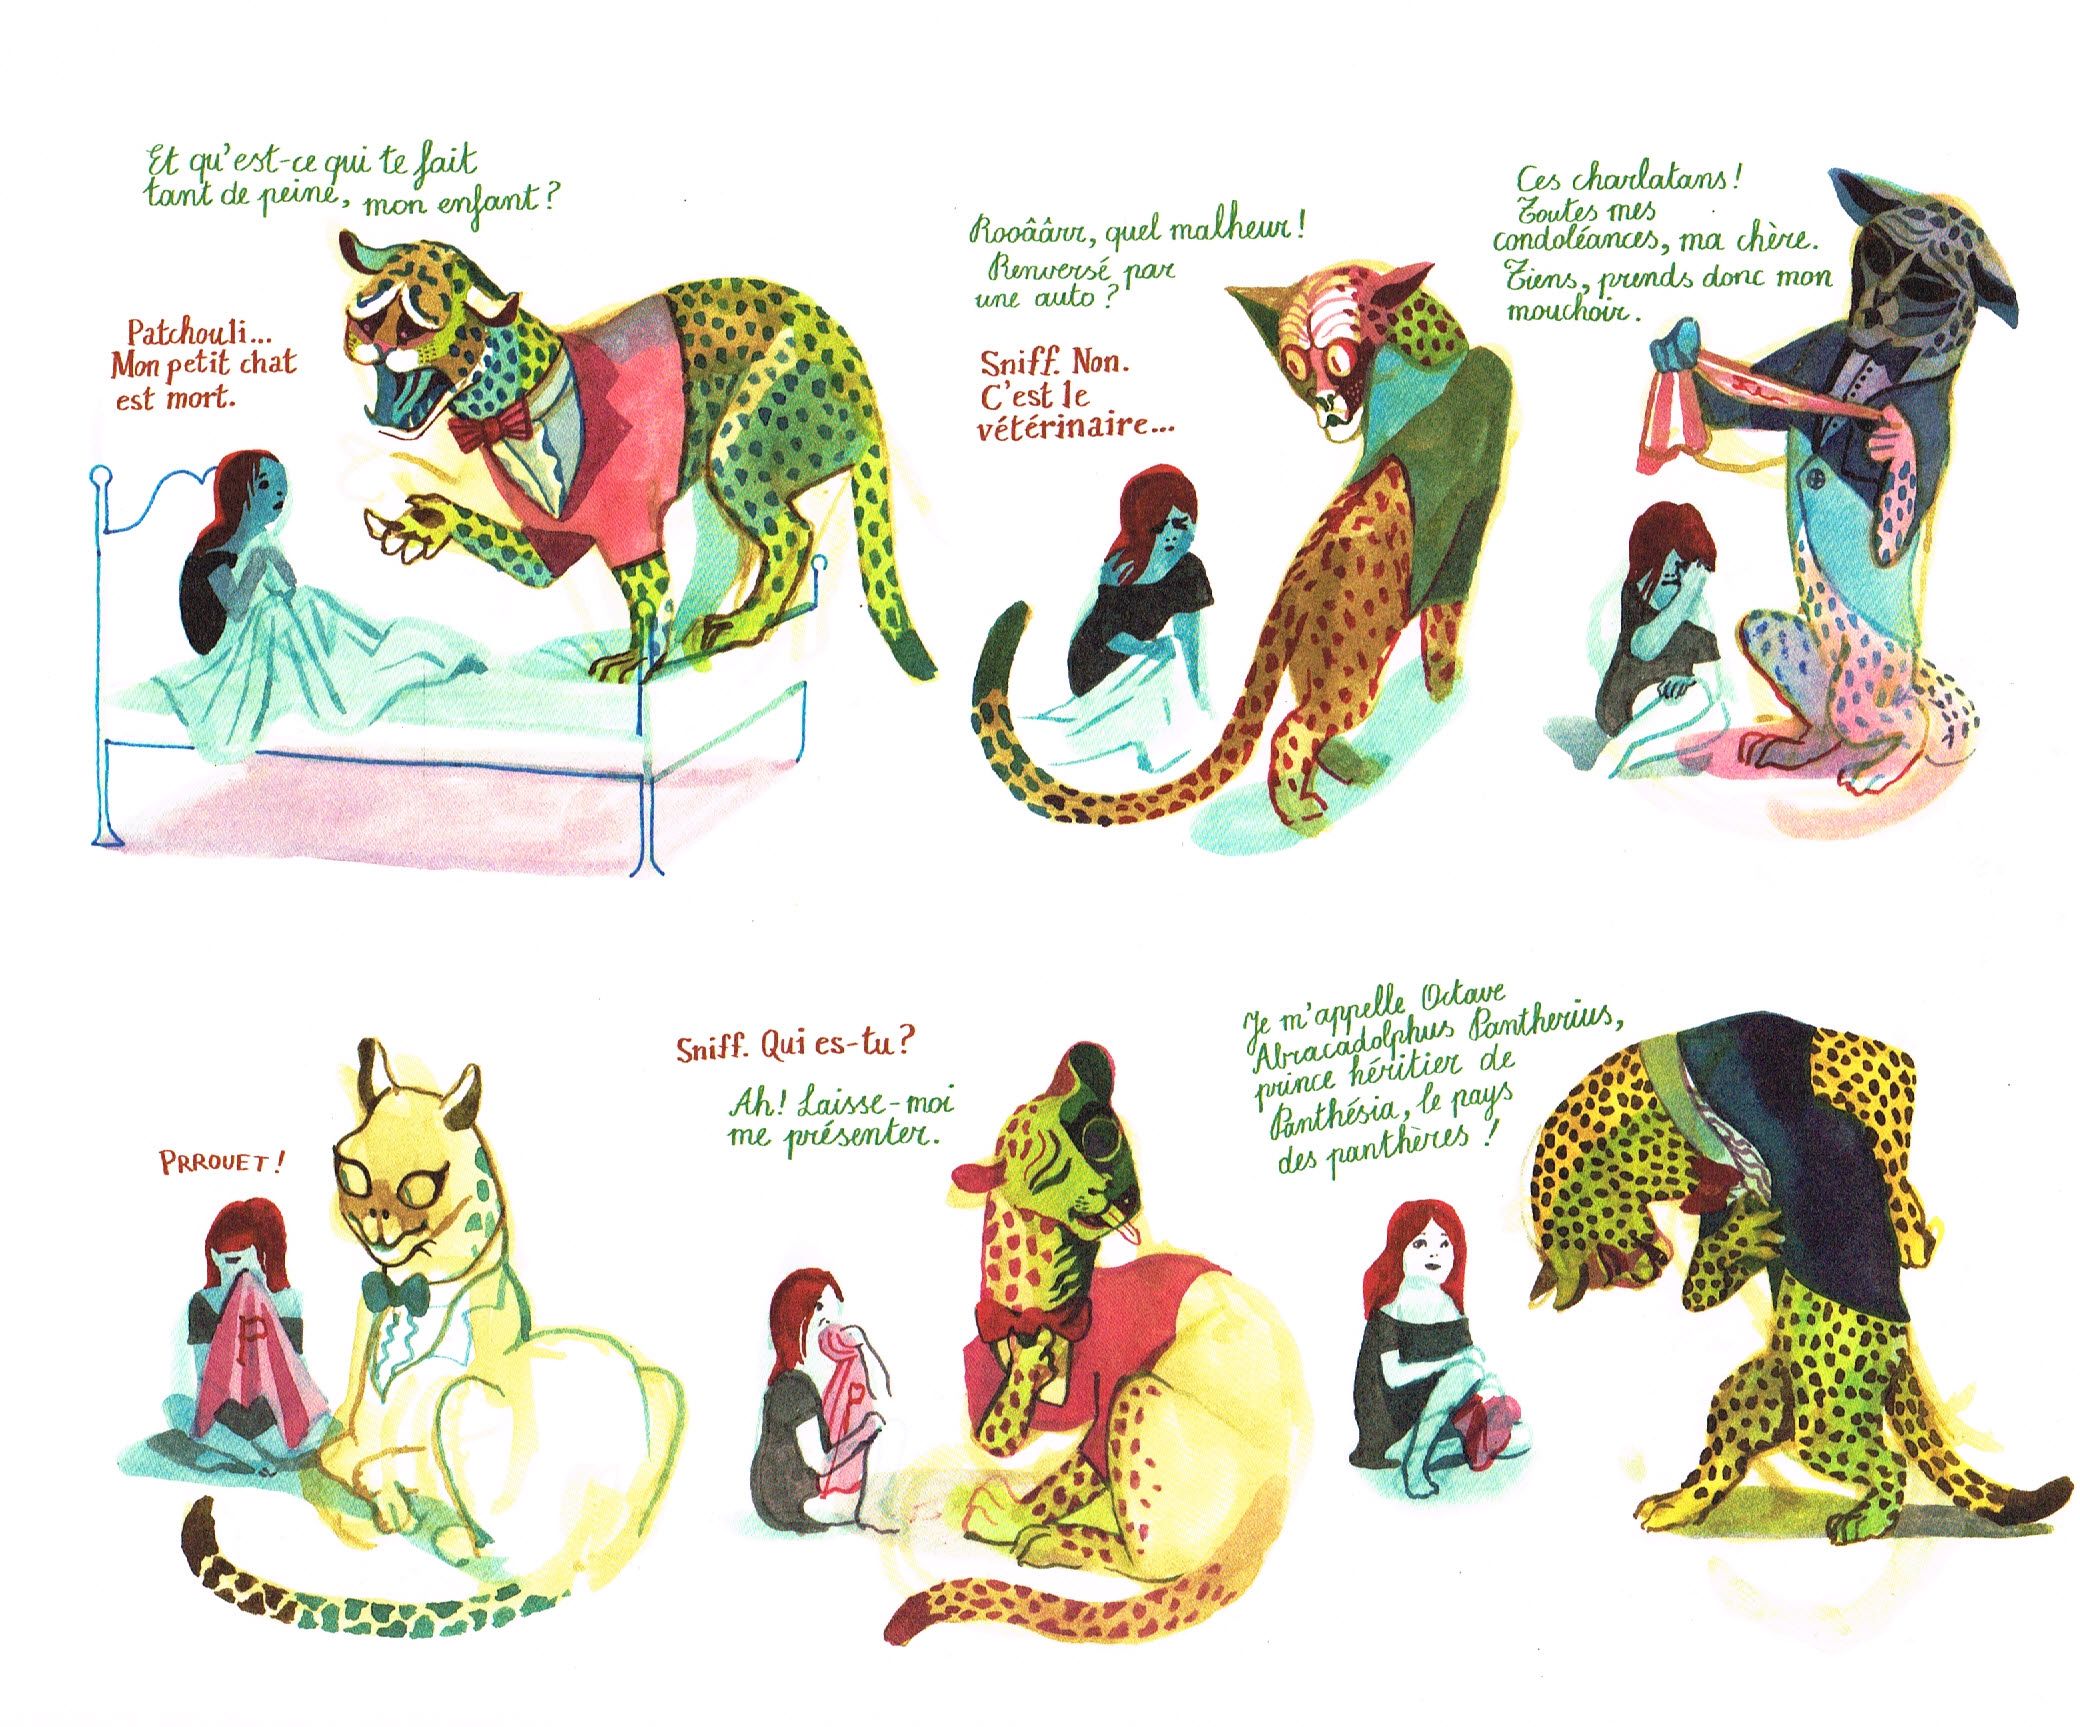 Et qu'est-ce qui te fait
tant de peine, mon enfant?
Patchouli...
Mon petit chat
est mort.
Rooâârr, quel malheur!
Renversé par
une auto?
Sniff. Non.
C'est le
vétérinaire...
Ces charlatans!
Toutes mes
condoléances, ma chère.
Tiens, prends donc mon
mouchoir.
PRROUET!
P
Sniff. Qui es-tu?
Ah! Laisse-moi
me présenter.
P
Je m'appelle Octave
Abracadolphus Pantherius,
prince héritier de
Panthésia, le pays
des panthères!